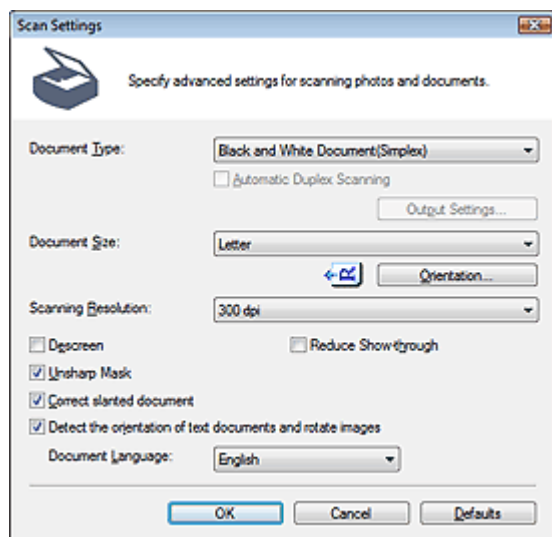 Scan Settings
Specify advanced settings for scanning photos and documents.
Document Type: Black and White Document(Simplex)
Automatic Duplex Scanning
Output Settings...
Document Size: Letter
R Orientation...
Scanning Resolution: 300 dpi
Descreen Reduce Show-through
Unsharp Mask
Correct slanted document
Detect the orientation of text documents and rotate images
Document Language: English
OK Cancel Defaults